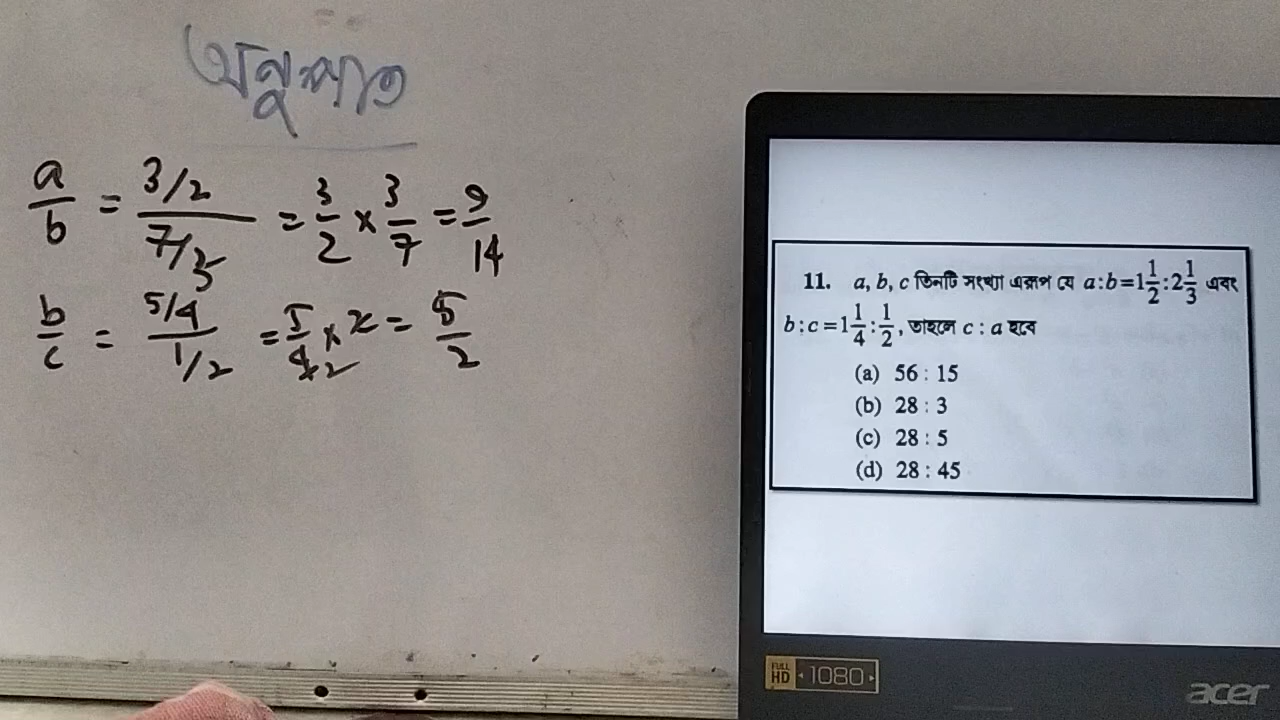 অনুপাত
a/b = 3/2 / 7/3 = 3/2 × 3/7 = 9/14
b/c = 5/4 / 1/2 = 5/4 × 2 = 5/2
11. a, b, c তিনটি সংখ্যা এরূপ যে a:b=1 1/2 : 2 1/3 এবং
b:c=1 1/4 : 1/2, তাহলে c : a হবে
(a) 56 : 15
(b) 28 : 3
(c) 28 : 5
(d) 28 : 45
FULL HD 1080
acer